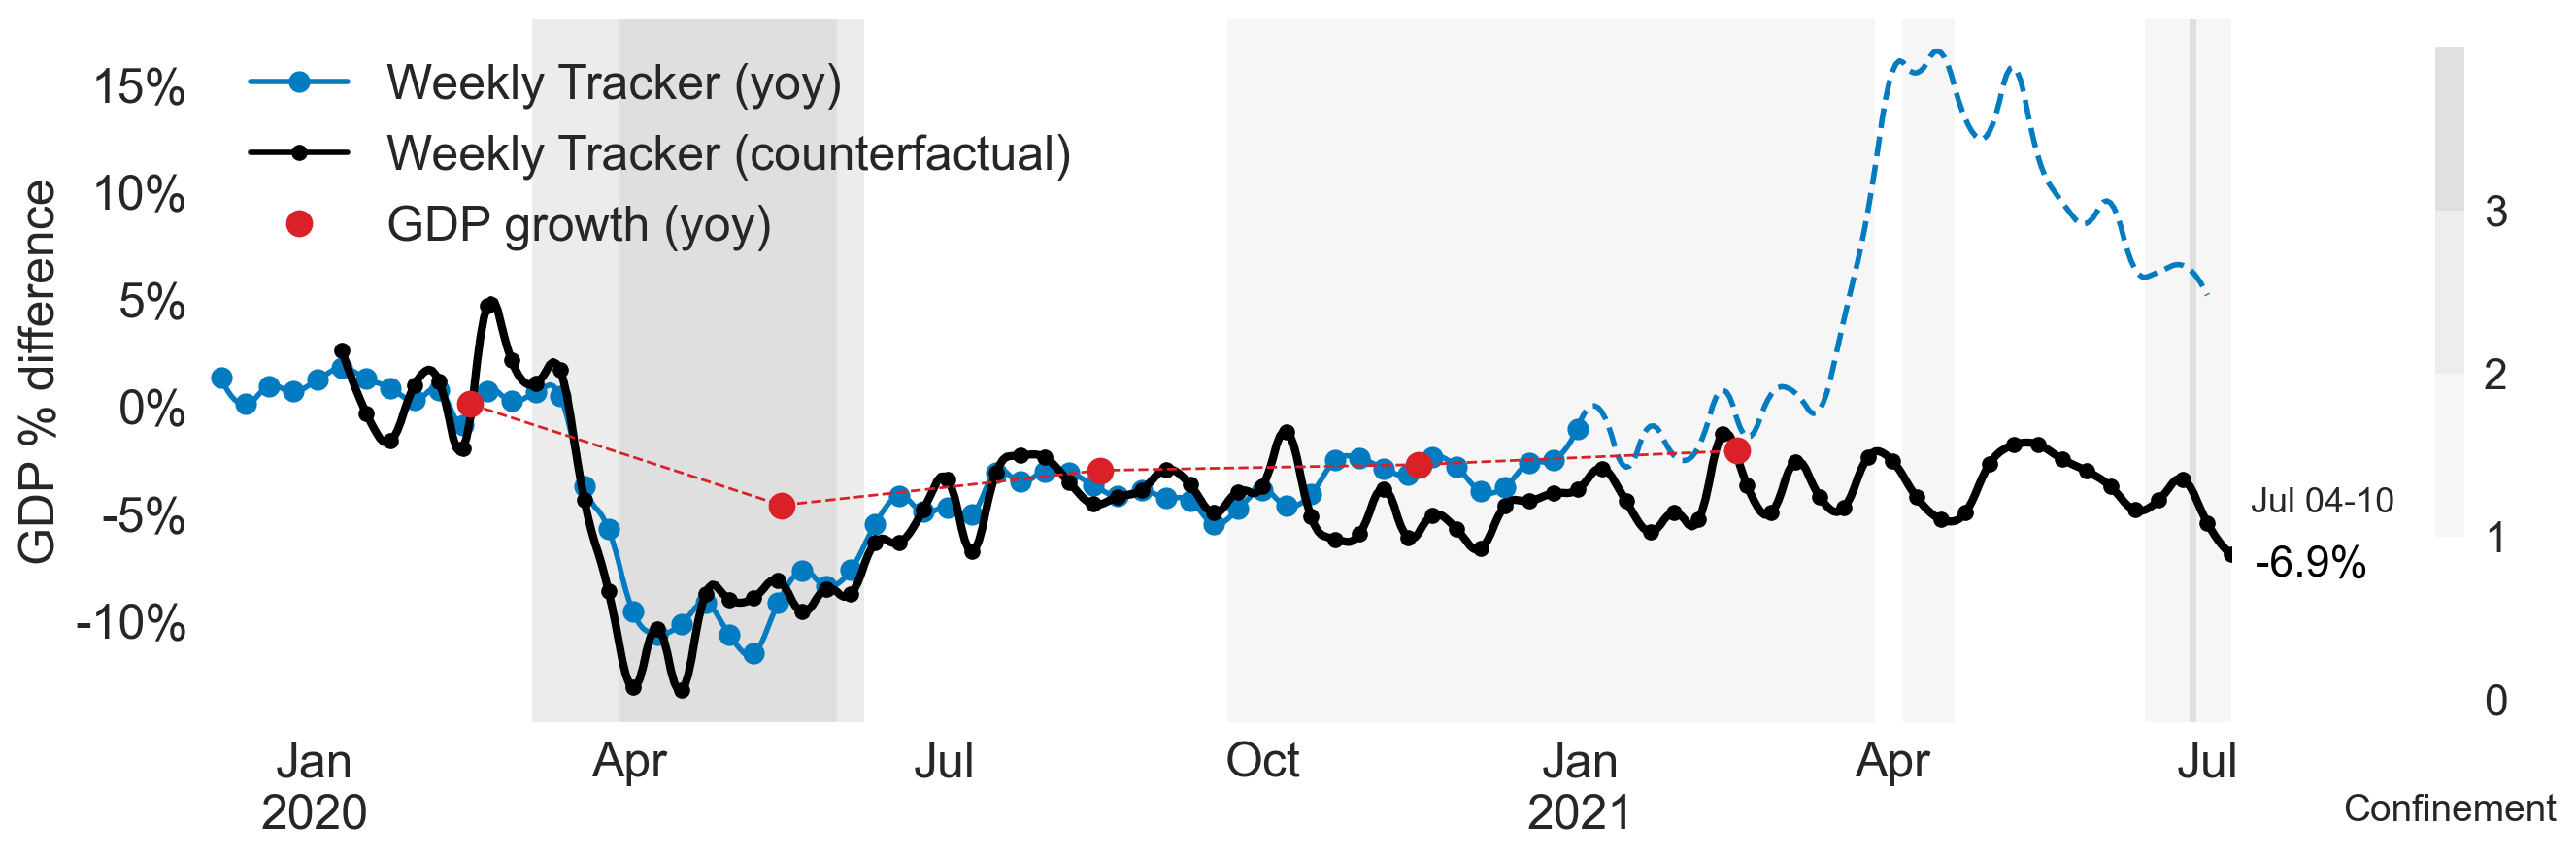 Weekly Tracker (yoy)
Weekly Tracker (counterfactual)
GDP growth (yoy)
GDP % difference
15%
10%
5%
0%
-5%
-10%
Jan
2020
Apr
Jul
Oct
Jan
2021
Apr
Jul
Jul 04-10
-6.9%
3
2
1
0
Confinement